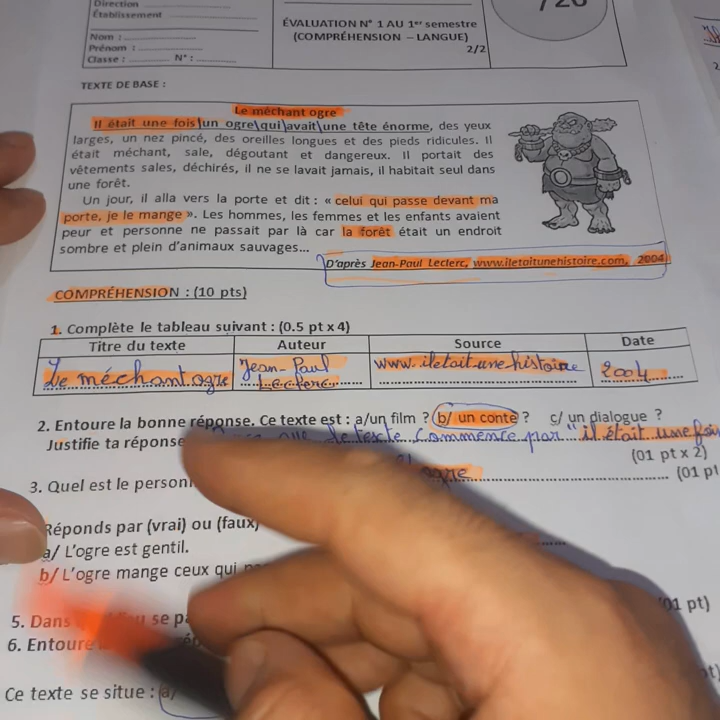 Direction
Établissement
Nom :
Prénom :
Classe : N° :
ÉVALUATION N° 1 AU 1er semestre
(COMPRÉHENSION – LANGUE)
2/2
/20
TEXTE DE BASE :
Le méchant ogre
Il était une fois un ogre qui avait une tête énorme, des yeux
larges, un nez pincé, des oreilles longues et des pieds ridicules. Il
était méchant, sale, dégoutant et dangereux. Il portait des
vêtements sales, déchirés, il ne se lavait jamais, il habitait seul dans
une forêt.
Un jour, il alla vers la porte et dit : « celui qui passe devant ma
porte, je le mange ». Les hommes, les femmes et les enfants avaient
peur et personne ne passait par là car la forêt était un endroit
sombre et plein d'animaux sauvages...
D'après Jean-Paul Leclerc, www.iletaitunehistoire.com, 2004
COMPRÉHENSION : (10 pts)
1. Complète le tableau suivant : (0.5 pt x 4)
Titre du texte Auteur Source Date
Le méchant ogre Jean-Paul Leclerc www.iletaitunehistoire 2004
2. Entoure la bonne réponse. Ce texte est : a/un film ? b/ un conte ? c/ un dialogue ?
Justifie ta réponse que le texte commence par "il était une fois
(01 pt x 2)
3. Quel est le ogre (01 pt
Réponds par (vrai) ou (faux)
a/ L'ogre est gentil.
b/ L'ogre mange ceux qui
5. Dans se 01 pt)
6. Entoure
Ce texte se situe : a/